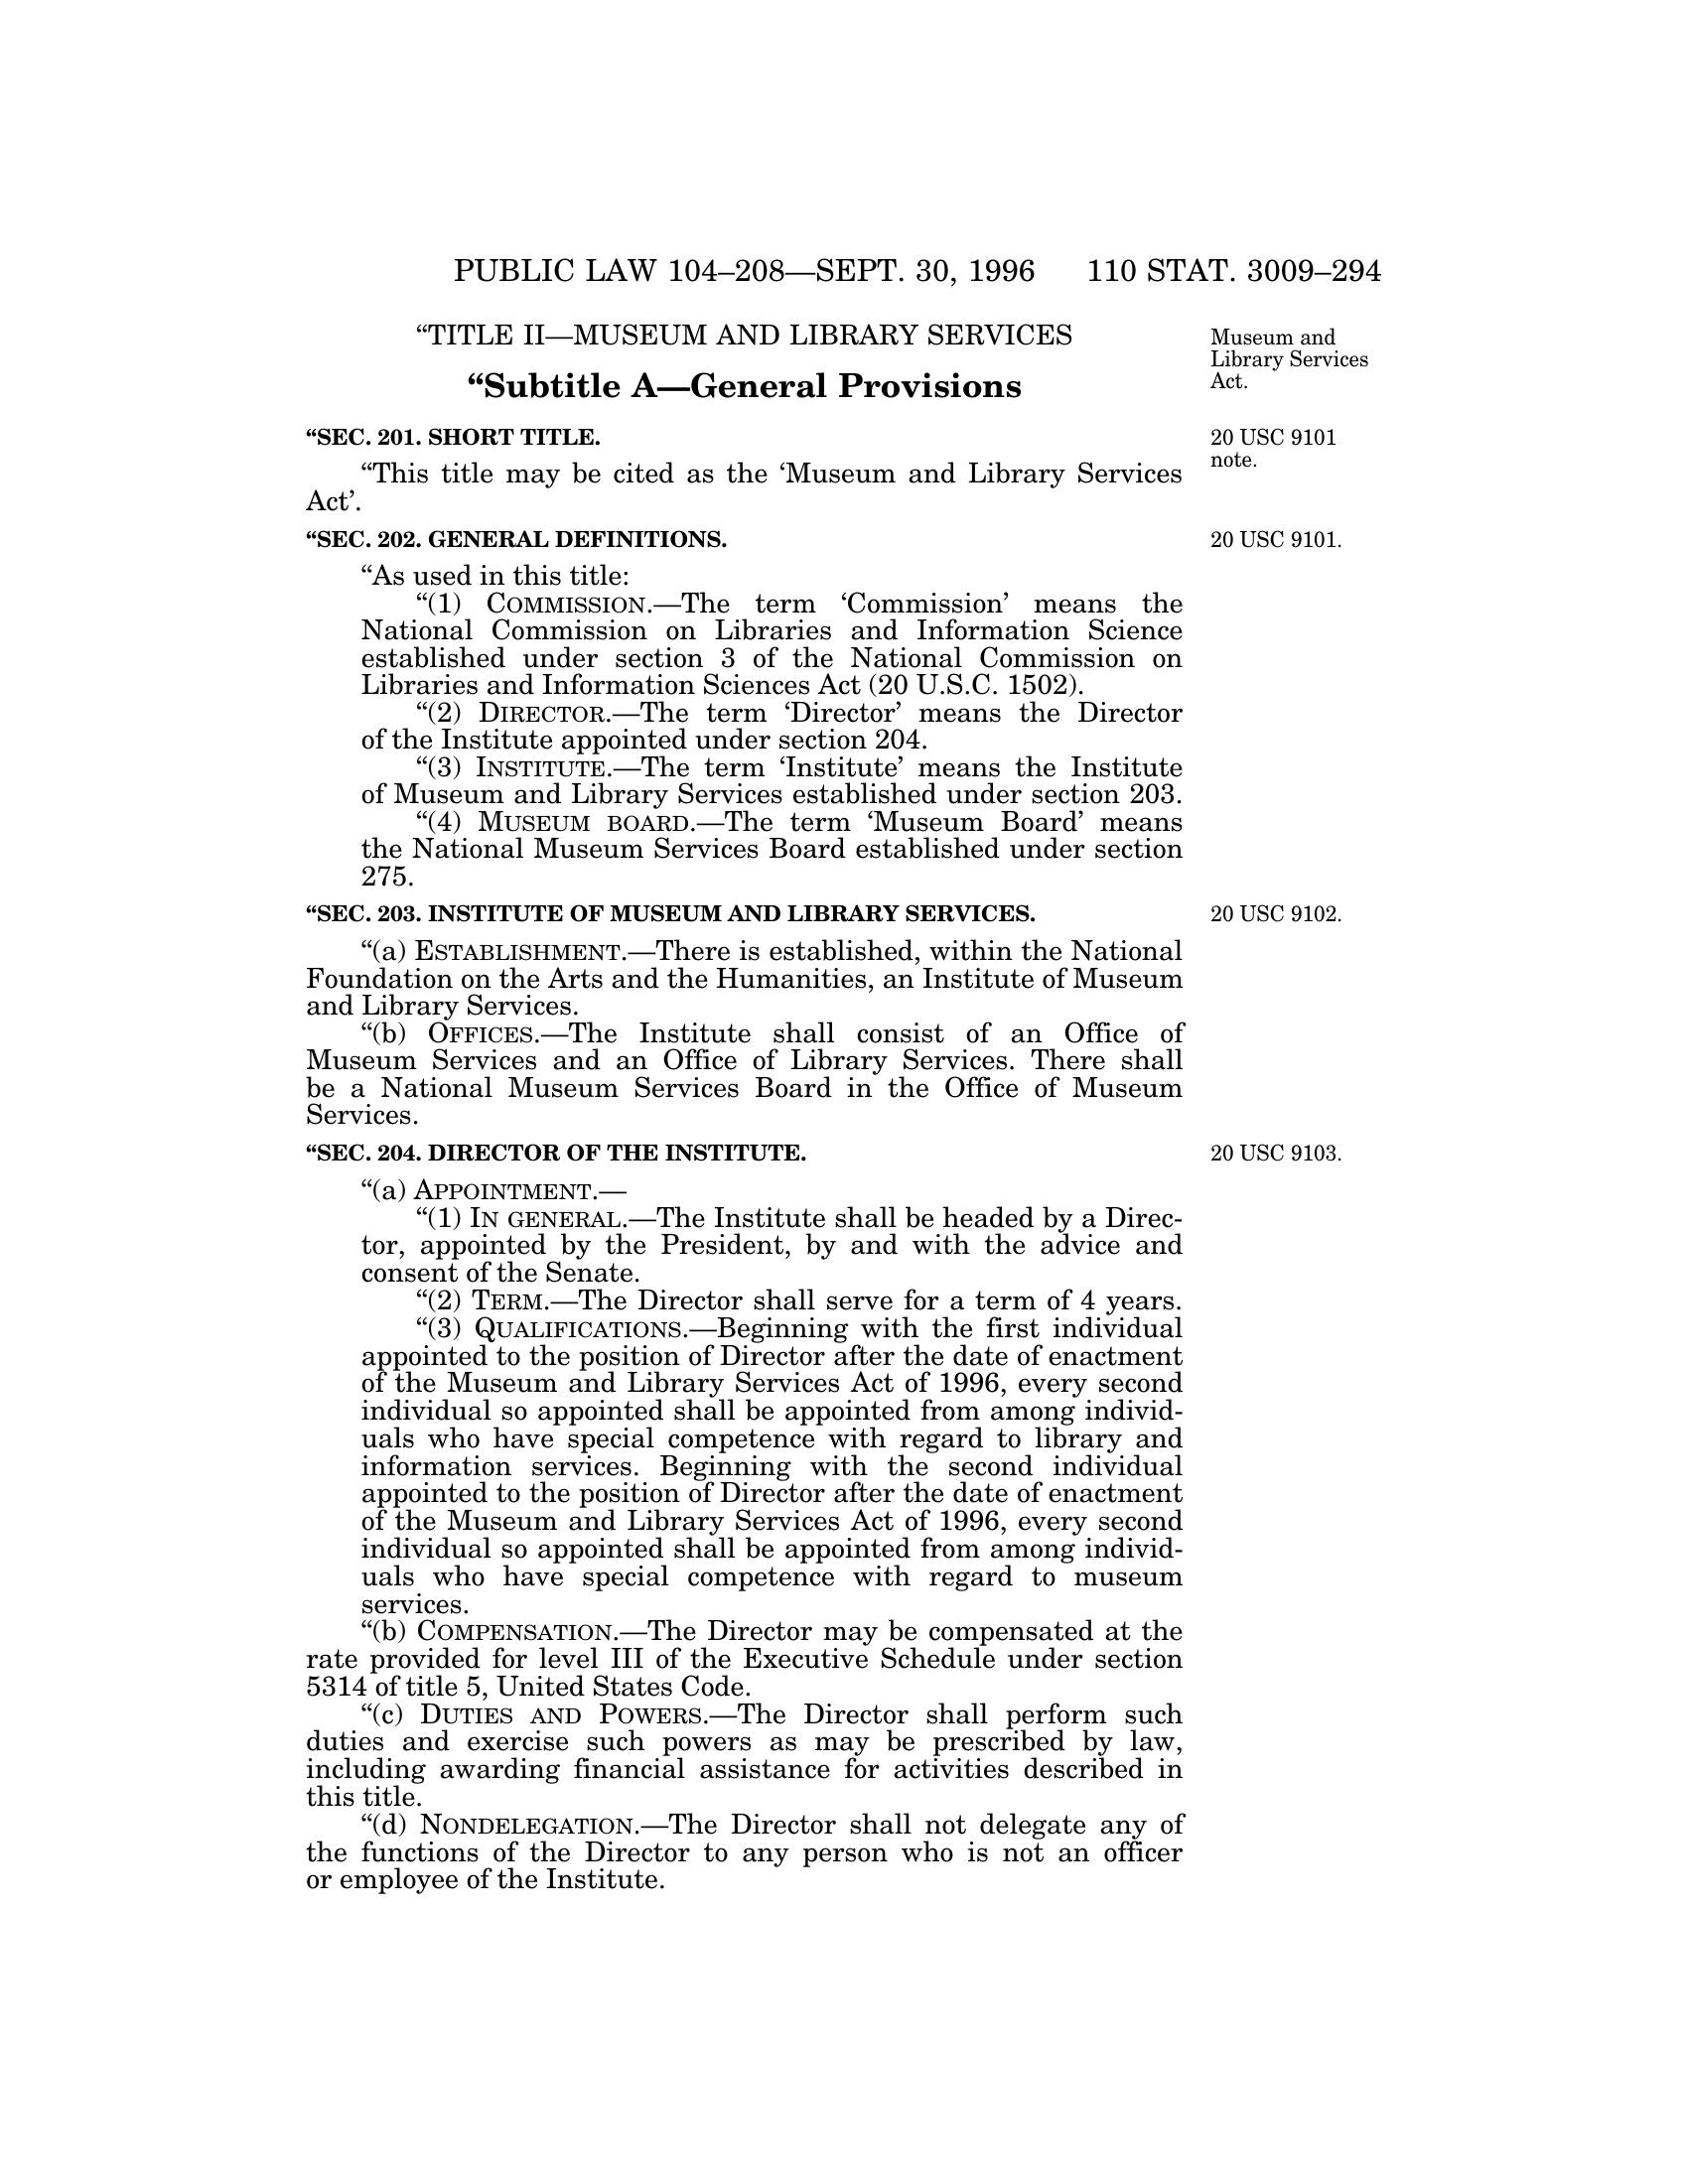 PUBLIC LAW 104–208—SEPT. 30, 1996 110 STAT. 3009–294
“TITLE II—MUSEUM AND LIBRARY SERVICES
Museum and
Library Services
Act.
“Subtitle A—General Provisions
“SEC. 201. SHORT TITLE.
20 USC 9101
note.
“This title may be cited as the ‘Museum and Library Services
Act’.
“SEC. 202. GENERAL DEFINITIONS.
20 USC 9101.
“As used in this title:
“(1) COMMISSION.—The term ‘Commission’ means the
National Commission on Libraries and Information Science
established under section 3 of the National Commission on
Libraries and Information Sciences Act (20 U.S.C. 1502).
“(2) DIRECTOR.—The term ‘Director’ means the Director
of the Institute appointed under section 204.
“(3) INSTITUTE.—The term ‘Institute’ means the Institute
of Museum and Library Services established under section 203.
“(4) MUSEUM BOARD.—The term ‘Museum Board’ means
the National Museum Services Board established under section
275.
“SEC. 203. INSTITUTE OF MUSEUM AND LIBRARY SERVICES.
20 USC 9102.
“(a) ESTABLISHMENT.—There is established, within the National
Foundation on the Arts and the Humanities, an Institute of Museum
and Library Services.
“(b) OFFICES.—The Institute shall consist of an Office of
Museum Services and an Office of Library Services. There shall
be a National Museum Services Board in the Office of Museum
Services.
“SEC. 204. DIRECTOR OF THE INSTITUTE.
20 USC 9103.
“(a) APPOINTMENT.—
“(1) IN GENERAL.—The Institute shall be headed by a Direc-
tor, appointed by the President, by and with the advice and
consent of the Senate.
“(2) TERM.—The Director shall serve for a term of 4 years.
“(3) QUALIFICATIONS.—Beginning with the first individual
appointed to the position of Director after the date of enactment
of the Museum and Library Services Act of 1996, every second
individual so appointed shall be appointed from among individ-
uals who have special competence with regard to library and
information services. Beginning with the second individual
appointed to the position of Director after the date of enactment
of the Museum and Library Services Act of 1996, every second
individual so appointed shall be appointed from among individ-
uals who have special competence with regard to museum
services.
“(b) COMPENSATION.—The Director may be compensated at the
rate provided for level III of the Executive Schedule under section
5314 of title 5, United States Code.
“(c) DUTIES AND POWERS.—The Director shall perform such
duties and exercise such powers as may be prescribed by law,
including awarding financial assistance for activities described in
this title.
“(d) NONDELEGATION.—The Director shall not delegate any of
the functions of the Director to any person who is not an officer
or employee of the Institute.